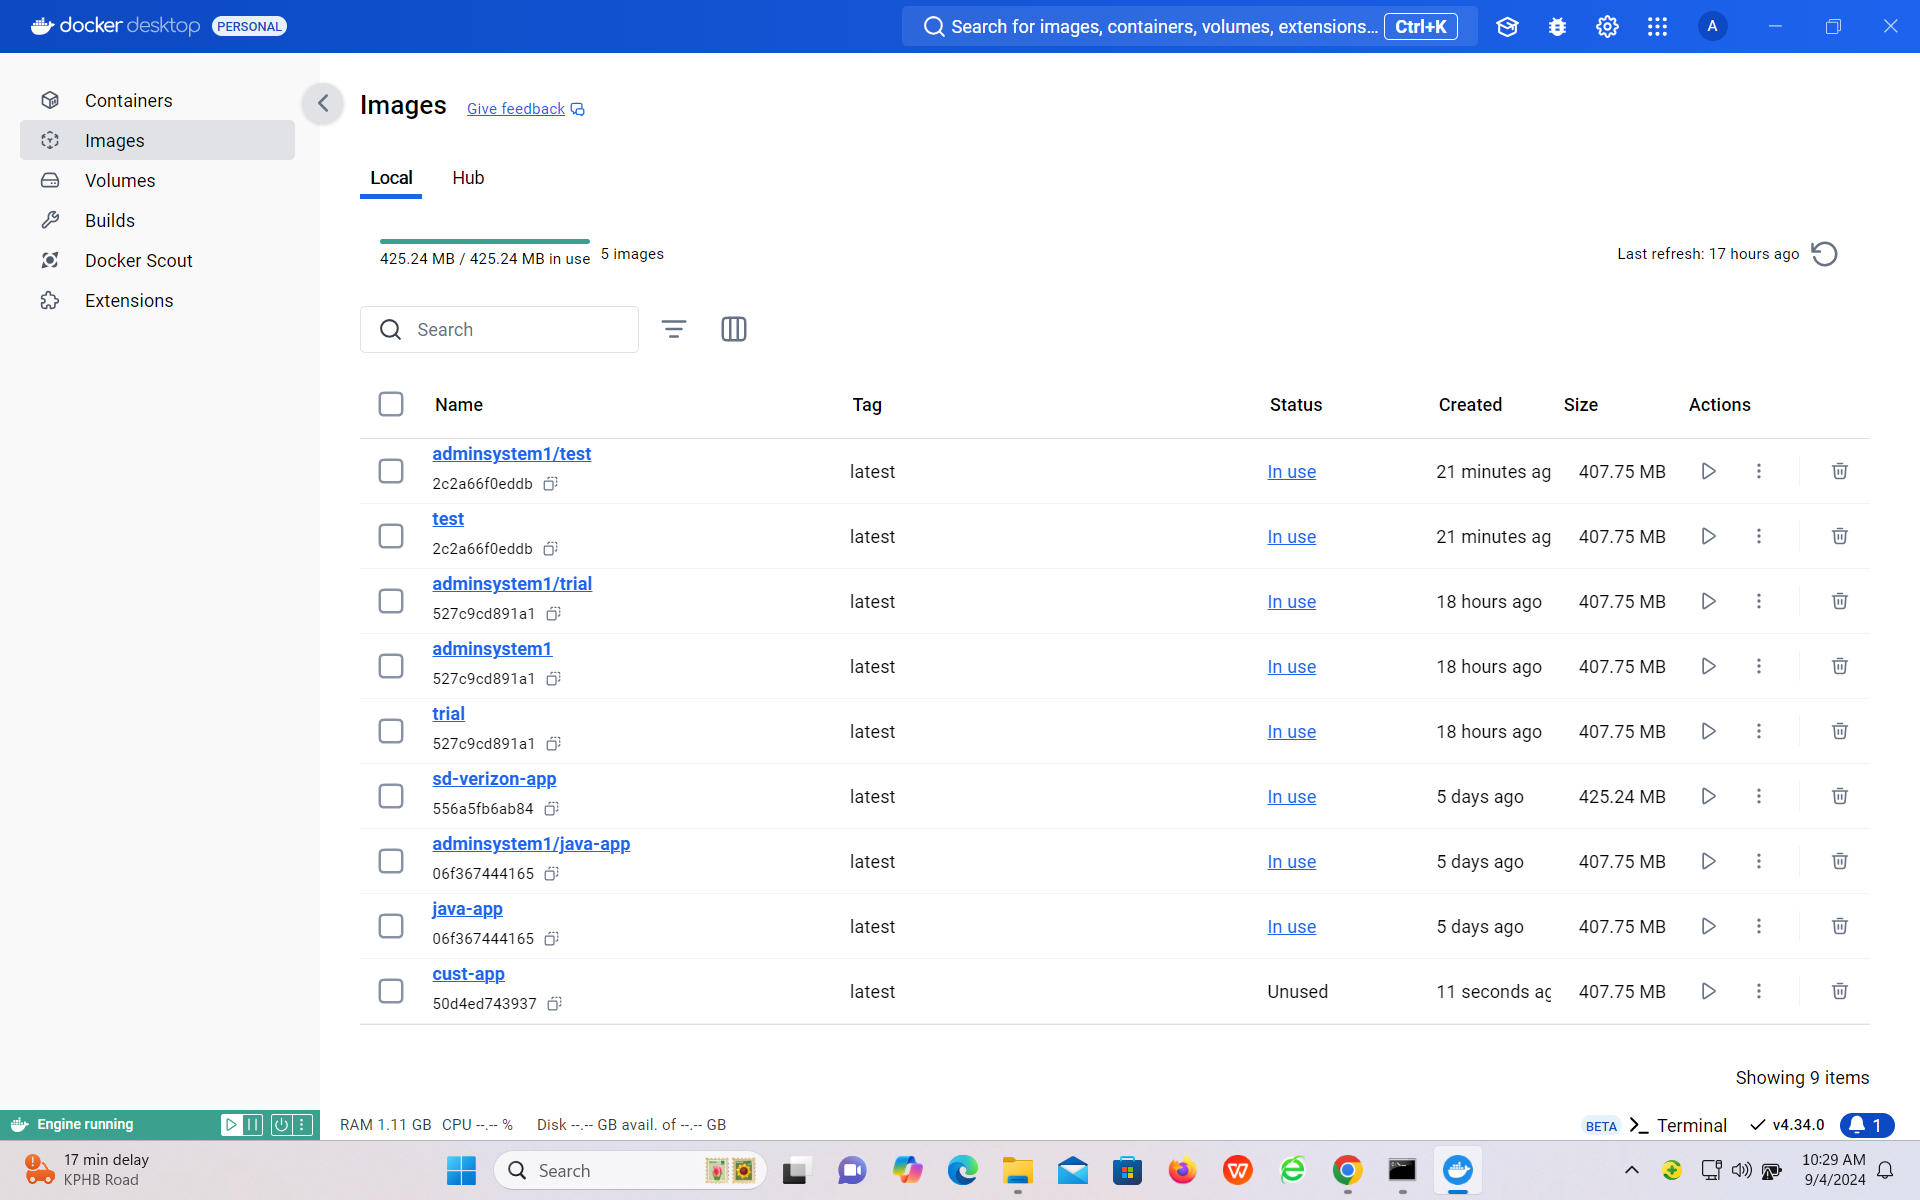 docker desktop PERSONAL
Search for images, containers, volumes, extensions... Ctrl+K
A
Containers
Images
Volumes
Builds
Docker Scout
Extensions
Images Give feedback
Local Hub
425.24 MB / 425.24 MB in use 5 images
Last refresh: 17 hours ago
Search
Name Tag Status Created Size Actions
adminsystem1/test
2c2a66f0eddb
latest In use 21 minutes ag 407.75 MB
test
2c2a66f0eddb
latest In use 21 minutes ag 407.75 MB
adminsystem1/trial
527c9cd891a1
latest In use 18 hours ago 407.75 MB
adminsystem1
527c9cd891a1
latest In use 18 hours ago 407.75 MB
trial
527c9cd891a1
latest In use 18 hours ago 407.75 MB
sd-verizon-app
556a5fb6ab84
latest In use 5 days ago 425.24 MB
adminsystem1/java-app
06f367444165
latest In use 5 days ago 407.75 MB
java-app
06f367444165
latest In use 5 days ago 407.75 MB
cust-app
50d4ed743937
latest Unused 11 seconds ag 407.75 MB
Showing 9 items
Engine running
RAM 1.11 GB CPU --.-- % Disk --.-- GB avail. of --.-- GB
BETA Terminal v4.34.0 1
17 min delay
KPHB Road
Search
10:29 AM
9/4/2024